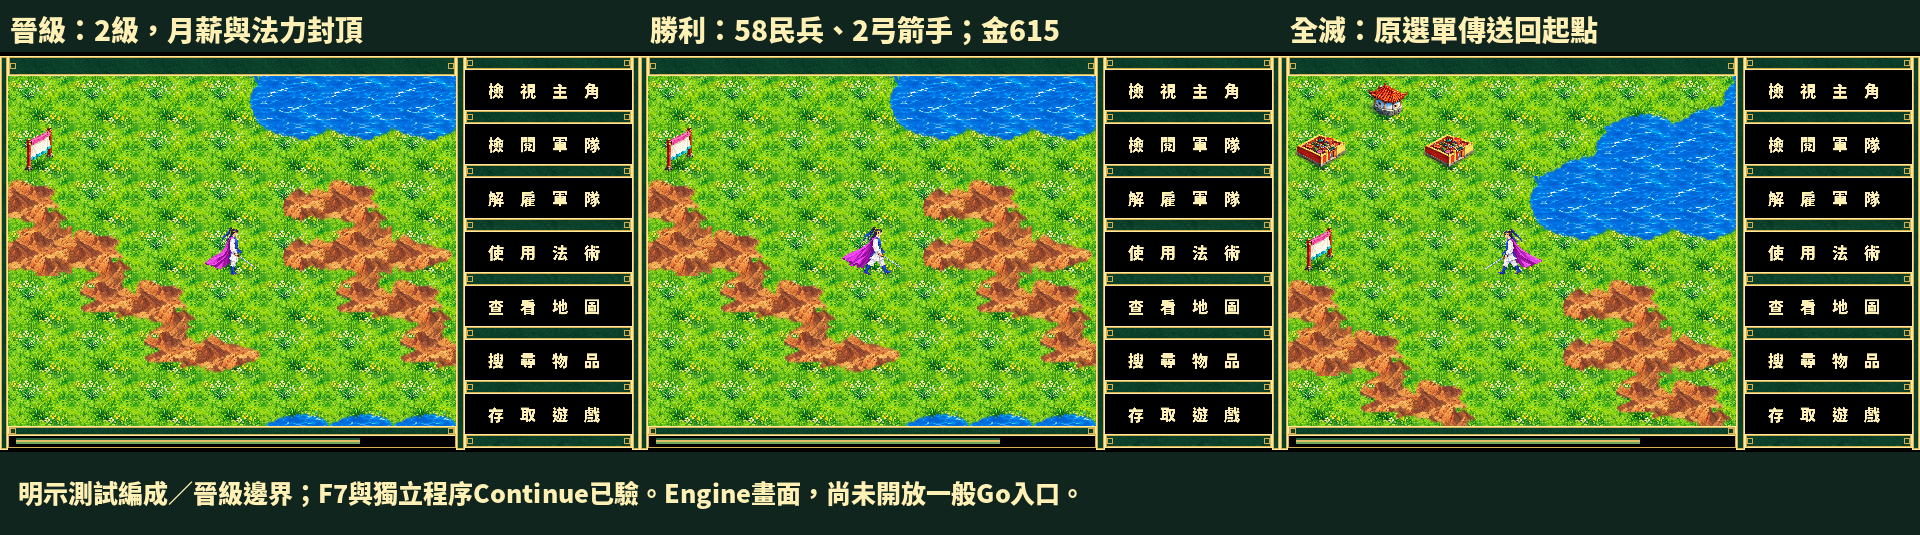 晉級：2級，月薪與法力封頂
勝利：58民兵、2弓箭手；金615
全滅：原選單傳送回起點
檢視主角
檢閱軍隊
解雇軍隊
使用法術
查看地圖
搜尋物品
存取遊戲
檢視主角
檢閱軍隊
解雇軍隊
使用法術
查看地圖
搜尋物品
存取遊戲
檢視主角
檢閱軍隊
解雇軍隊
使用法術
查看地圖
搜尋物品
存取遊戲
明示測試編成／晉級邊界；F7與獨立程序Continue已驗。Engine畫面，尚未開放一般Go入口。